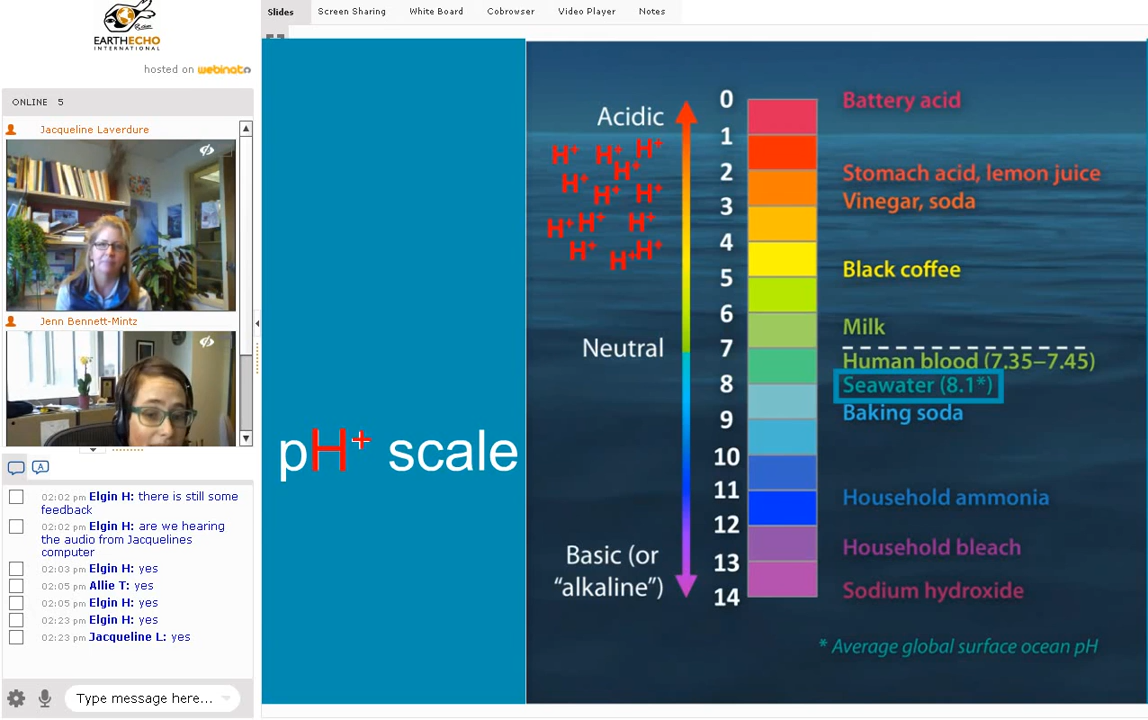 EARTHECHO
INTERNATIONAL
hosted on webinato
ONLINE 5
Jacqueline Laverdure
Jenn Bennett-Mintz
02:02 pm Elgin H: there is still some
feedback
02:02 pm Elgin H: are we hearing
the audio from Jacquelines
computer
02:03 pm Elgin H: yes
02:05 pm Allie T: yes
02:05 pm Elgin H: yes
02:23 pm Elgin H: yes
02:23 pm Jacqueline L: yes
Type message here...
Slides Screen Sharing White Board Cobrowser Video Player Notes
pH+ scale
Acidic
H+ H+ H+
H+
H+ H+ H+
H+ H+ H+
H+ H+ H+
Neutral
Basic (or
“alkaline”)
0 Battery acid
1
2 Stomach acid, lemon juice
3 Vinegar, soda
4
5 Black coffee
6 Milk
7 Human blood (7.35–7.45)
8 Seawater (8.1*)
9 Baking soda
10
11 Household ammonia
12
13 Household bleach
14 Sodium hydroxide
* Average global surface ocean pH